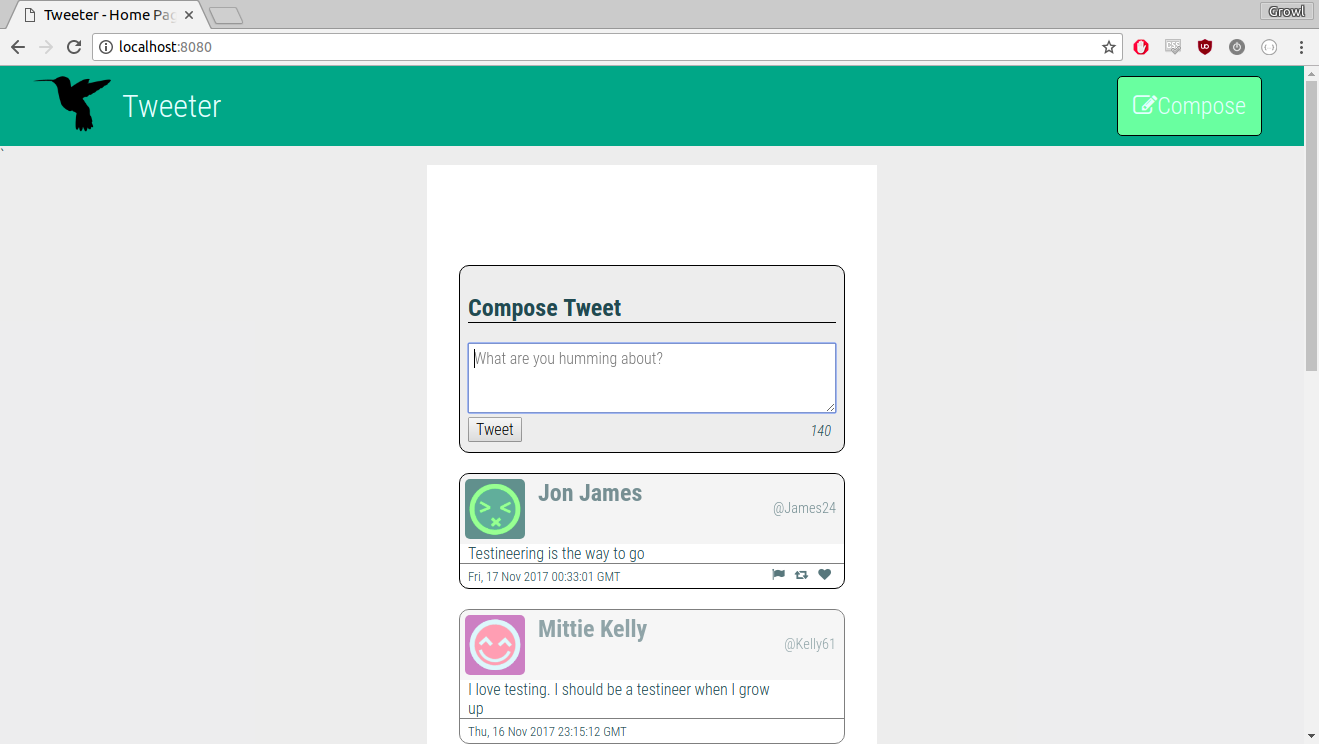 Tweeter - Home Pag
Growl
localhost:8080
Tweeter
Compose
`
Compose Tweet
What are you humming about?
Tweet
140
Jon James
@James24
Testineering is the way to go
Fri, 17 Nov 2017 00:33:01 GMT
Mittie Kelly
@Kelly61
I love testing. I should be a testineer when I grow
up
Thu, 16 Nov 2017 23:15:12 GMT